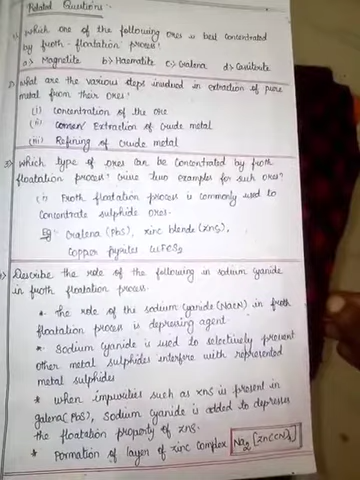 Related Questions:-
1) Which one of the following ores is best concentrated
by froth-floatation process?
a) Magnetite b) Haematite c) Galena d) Cassiterite
2) What are the various steps involved in extraction of pure
metal from their ores?
(i) Concentration of the ore
(ii) Extraction of crude metal
(iii) Refining of crude metal
3) Which type of ores can be concentrated by froth
floatation process? Give two examples for such ores?
(i) Froth floatation process is commonly used to
concentrate sulphide ores.
Eg: Galena (PbS), zinc blende (ZnS),
Copper pyrites CuFeS2
4) Describe the role of the following in sodium cyanide
in froth floatation process.
* The role of the sodium cyanide (NaCN) in froth
floatation process is depressing agent
* Sodium cyanide is used to selectively prevent
other metal sulphides interfere with represented
metal sulphides
* When impurities such as ZnS is present in
galena (PbS), sodium cyanide is added to depresses
the floatation property of ZnS.
* Formation of layer of zinc complex Na2[Zn(CN)4]